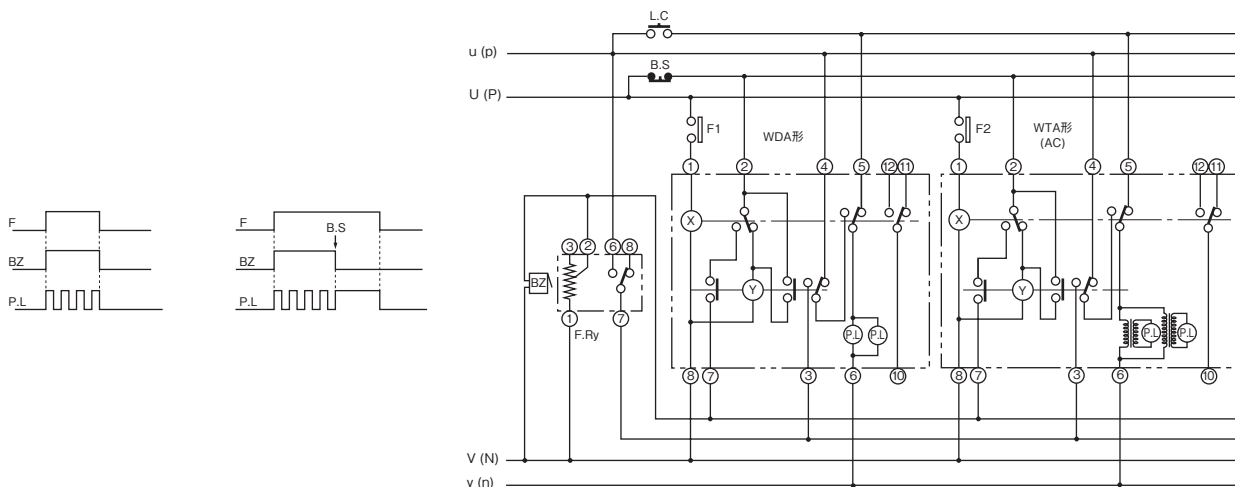 L.C
u (p)
B.S
U (P)
F1
WDA形
F2
WTA形
(AC)
① ② ④ ⑤ ⑫ ⑪
① ② ④ ⑤ ⑫ ⑪
F
F
B.S
X
X
BZ
BZ
③ ② ⑥ ⑧
BZ
Y
Y
P.L
P.L
① ⑦
F.Ry
P.L P.L
P.L P.L
⑧ ⑦ ③ ⑥ ⑩
⑧ ⑦ ③ ⑥ ⑩
V (N)
v (n)